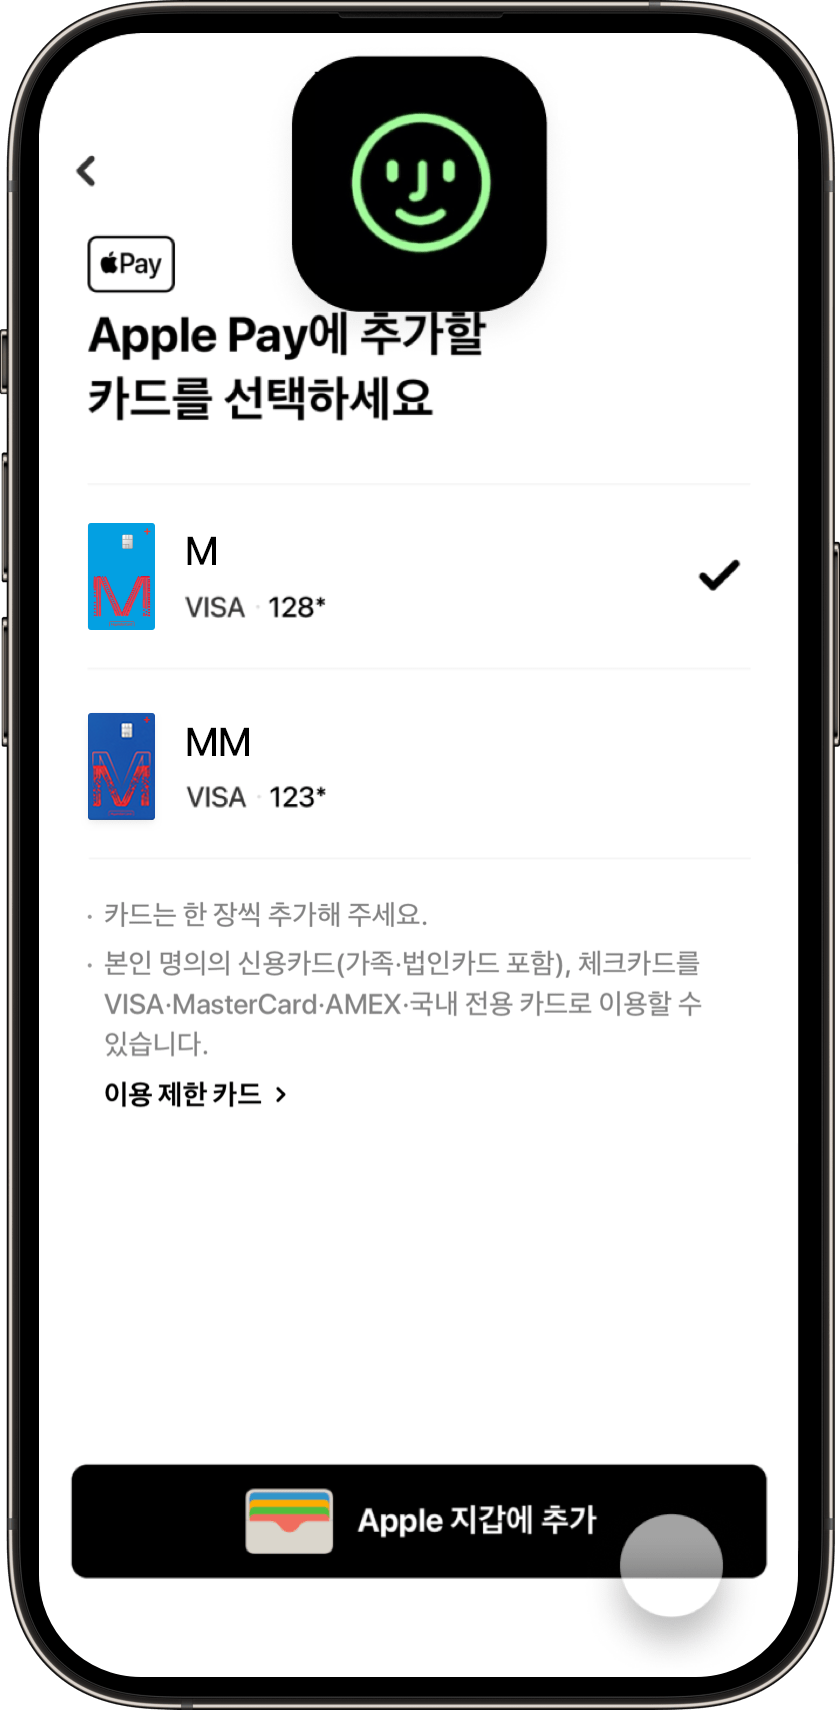 Pay
Apple Pay에 추가할
카드를 선택하세요
M
M
VISA · 128*
M
MM
VISA · 123*
· 카드는 한 장씩 추가해 주세요.
· 본인 명의의 신용카드(가족·법인카드 포함), 체크카드를
VISA·MasterCard·AMEX·국내 전용 카드로 이용할 수
있습니다.
이용 제한 카드 >
Apple 지갑에 추가